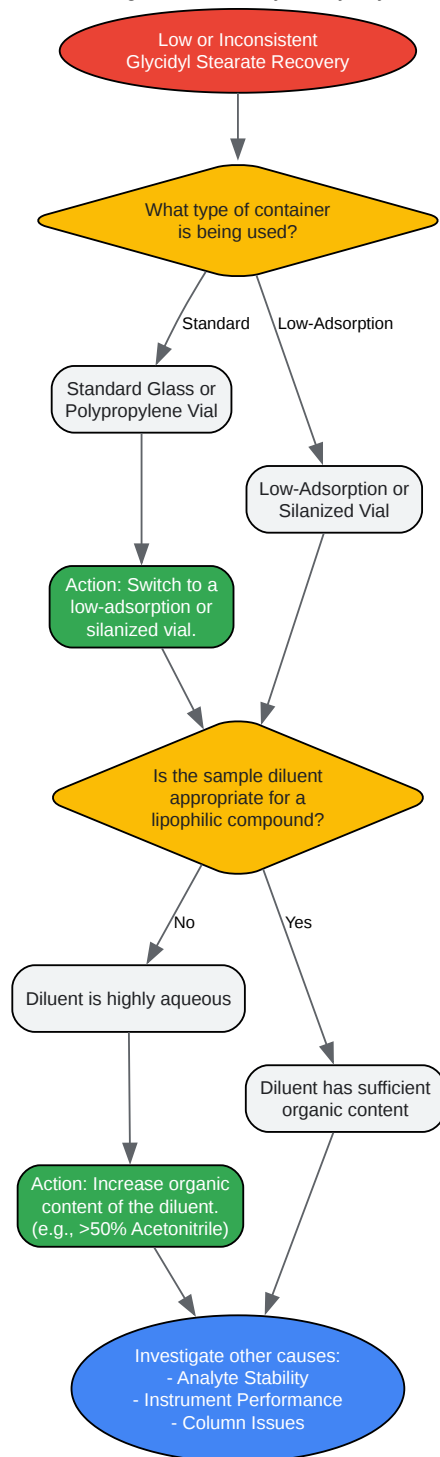 Low or Inconsistent
Glycidyl Stearate Recovery
What type of container
is being used?
Standard
Low-Adsorption
Standard Glass or
Polypropylene Vial
Low-Adsorption or
Silanized Vial
Action: Switch to a
low-adsorption or
silanized vial.
Is the sample diluent
appropriate for a
lipophilic compound?
No
Yes
Diluent is highly aqueous
Diluent has sufficient
organic content
Action: Increase organic
content of the diluent.
(e.g., >50% Acetonitrile)
Investigate other causes:
- Analyte Stability
- Instrument Performance
- Column Issues